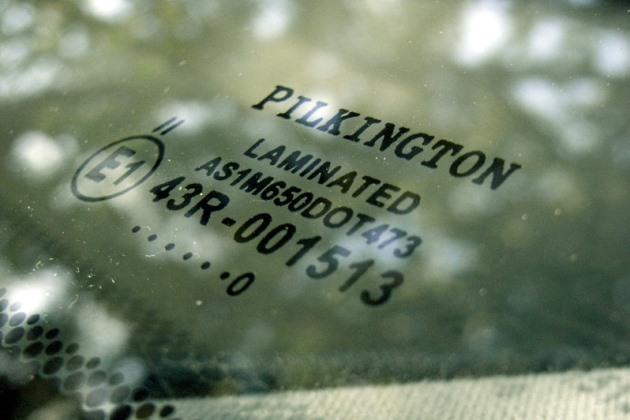 PILKINGTON
LAMINATED
AS1M650DOT473
E1 43R-001513
.......0